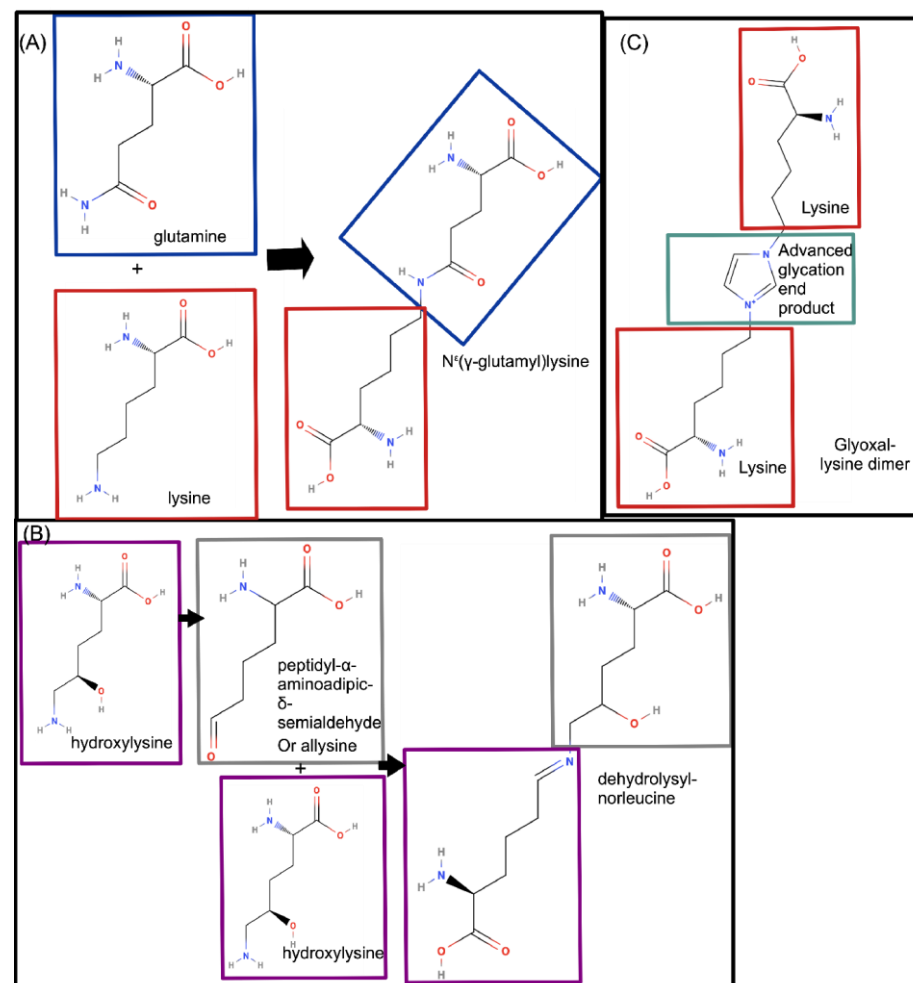 (A)
H
H
N
O
O
H
H
N
H
O
glutamine
+
H
N
H
O
O
H
H
N
H
lysine
H
N
H
O
O
H
H
N
O
O
O
H
N
H
H
Nᵋ(γ-glutamyl)lysine
(C)
H
O
O
N
H
H
Lysine
N
Advanced
glycation
end
product
N⁺
O
O
H
N
H
H
Lysine
Glyoxal-
lysine dimer
(B)
H
N
H
O
O
H
O
H
N
H
H
hydroxylysine
H
N
H
O
O
H
O
peptidyl-α-
aminoadipic-
δ-
semialdehyde
Or allysine
+
H
N
H
O
O
H
O
H
N
H
H
hydroxylysine
H
N
H
O
O
H
O
H
N
H
N
H
O
H
O
dehydrolysyl-
norleucine